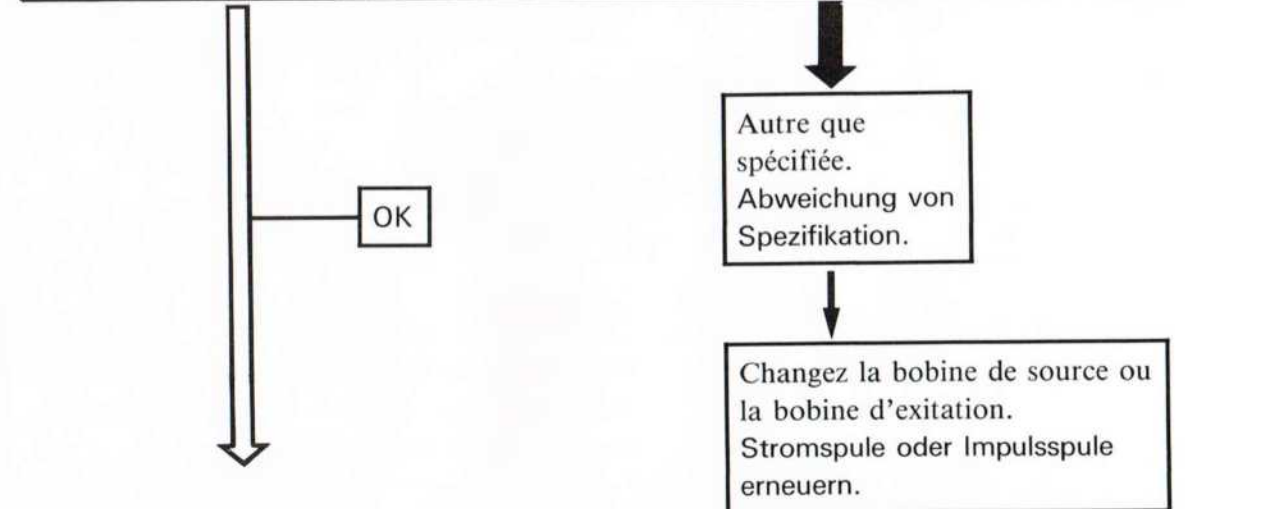 Autre que
spécifiée.
Abweichung von
Spezifikation.
OK
Changez la bobine de source ou
la bobine d'exitation.
Stromspule oder Impulsspule
erneuern.